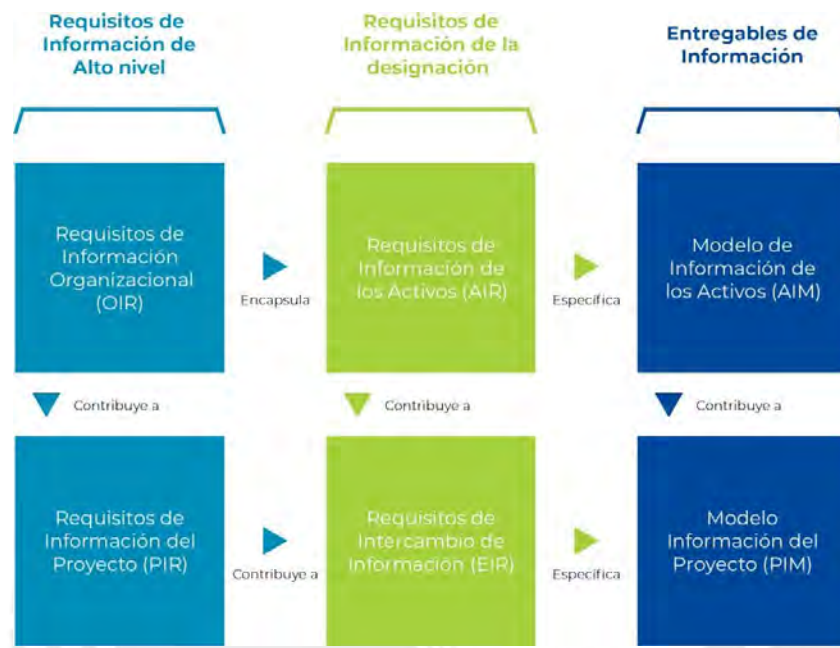 Requisitos de
Información de
Alto nivel
Requisitos de
Información de la
designación
Entregables de
Información
Requisitos de
Información
Organizacional
(OIR)
Encapsula
Requisitos de
Información de
los Activos (AIR)
Especifica
Modelo de
Información de
los Activos (AIM)
Contribuye a
Contribuye a
Contribuye a
Requisitos de
Información del
Proyecto (PIR)
Contribuye a
Requisitos de
Intercambio de
Información (EIR)
Especifica
Modelo
Información del
Proyecto (PIM)